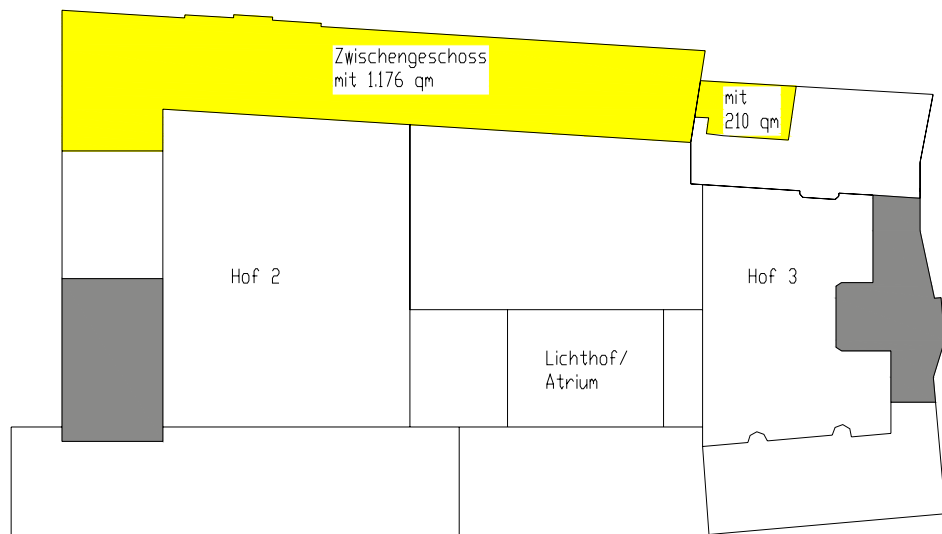 Zwischengeschoss
mit 1.176 qm
mit
210 qm
Hof 2
Hof 3
Lichthof/
Atrium